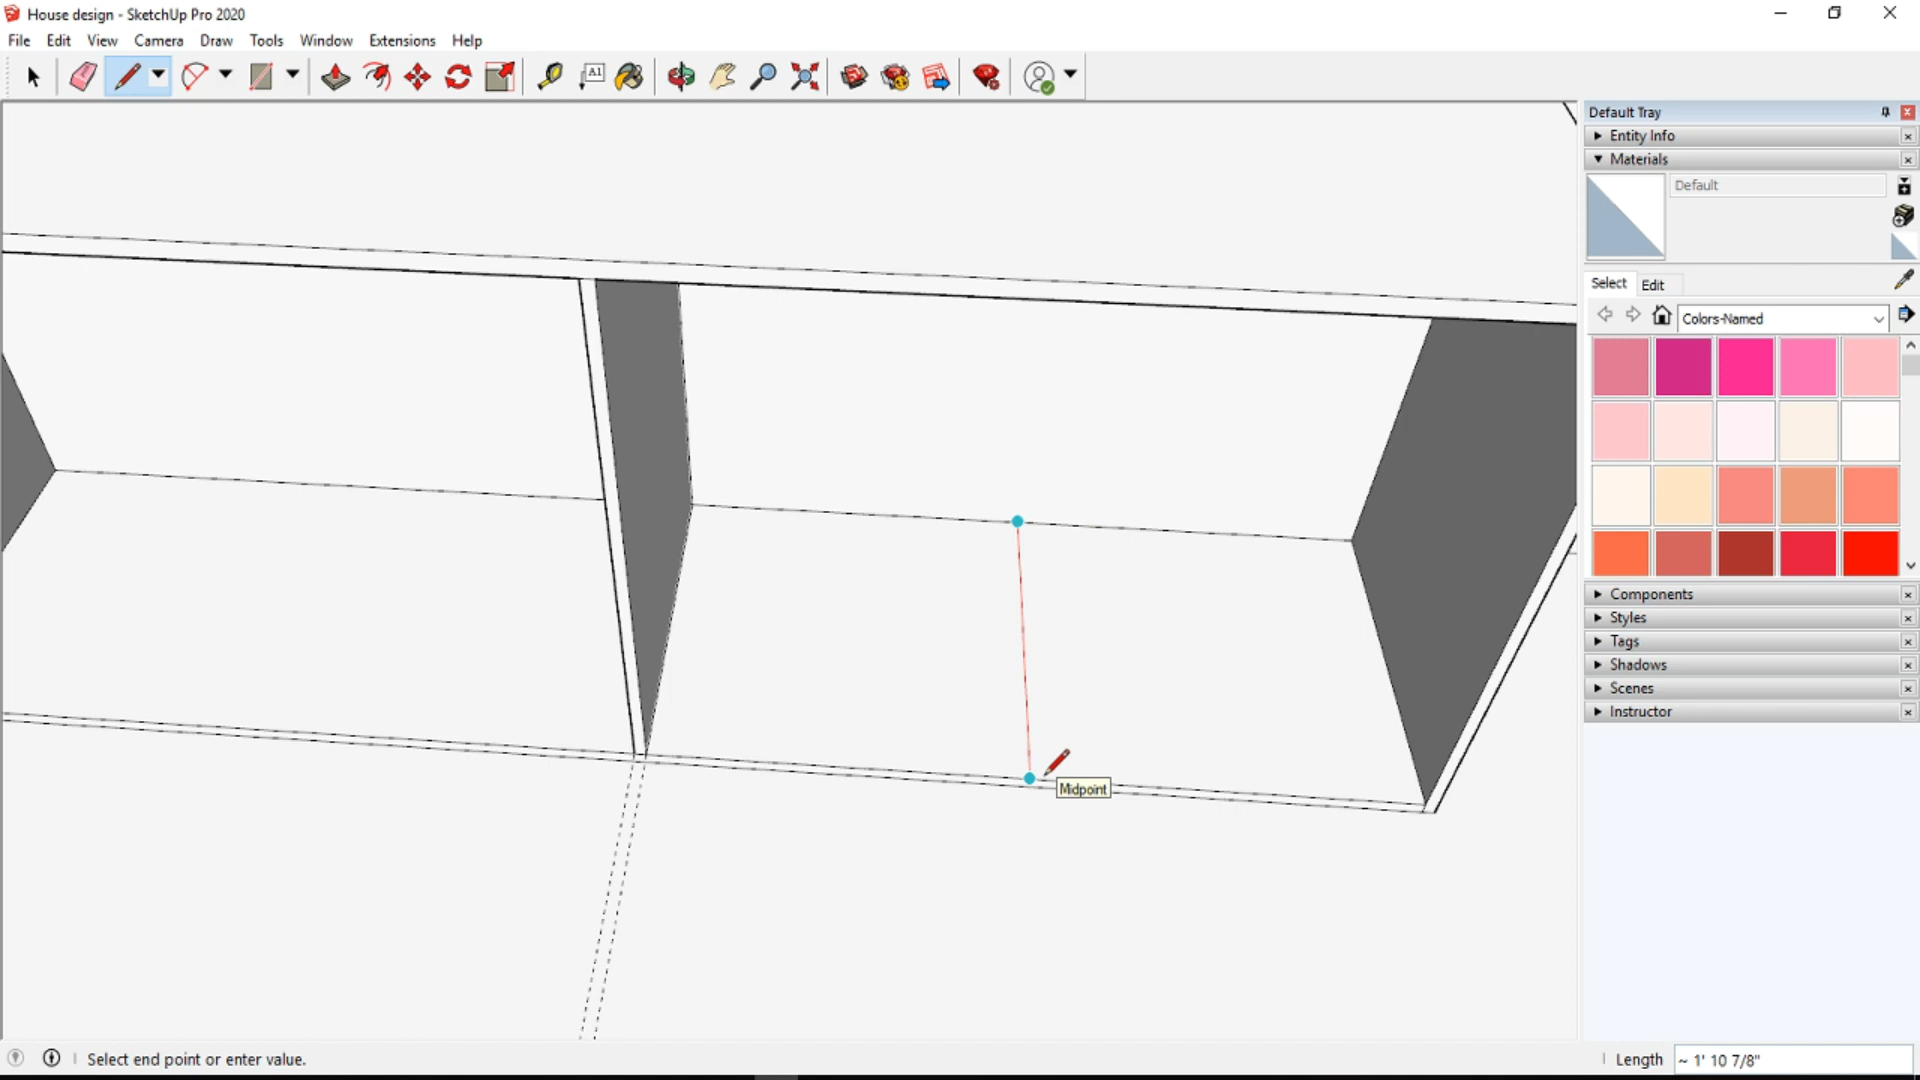 House design - SketchUp Pro 2020
File Edit View Camera Draw Tools Window Extensions Help
A1
Default Tray
Entity Info
Materials
Default
Select Edit
Colors-Named
Midpoint
Components
Styles
Tags
Shadows
Scenes
Instructor
Select end point or enter value.
Length ~ 1' 10 7/8"